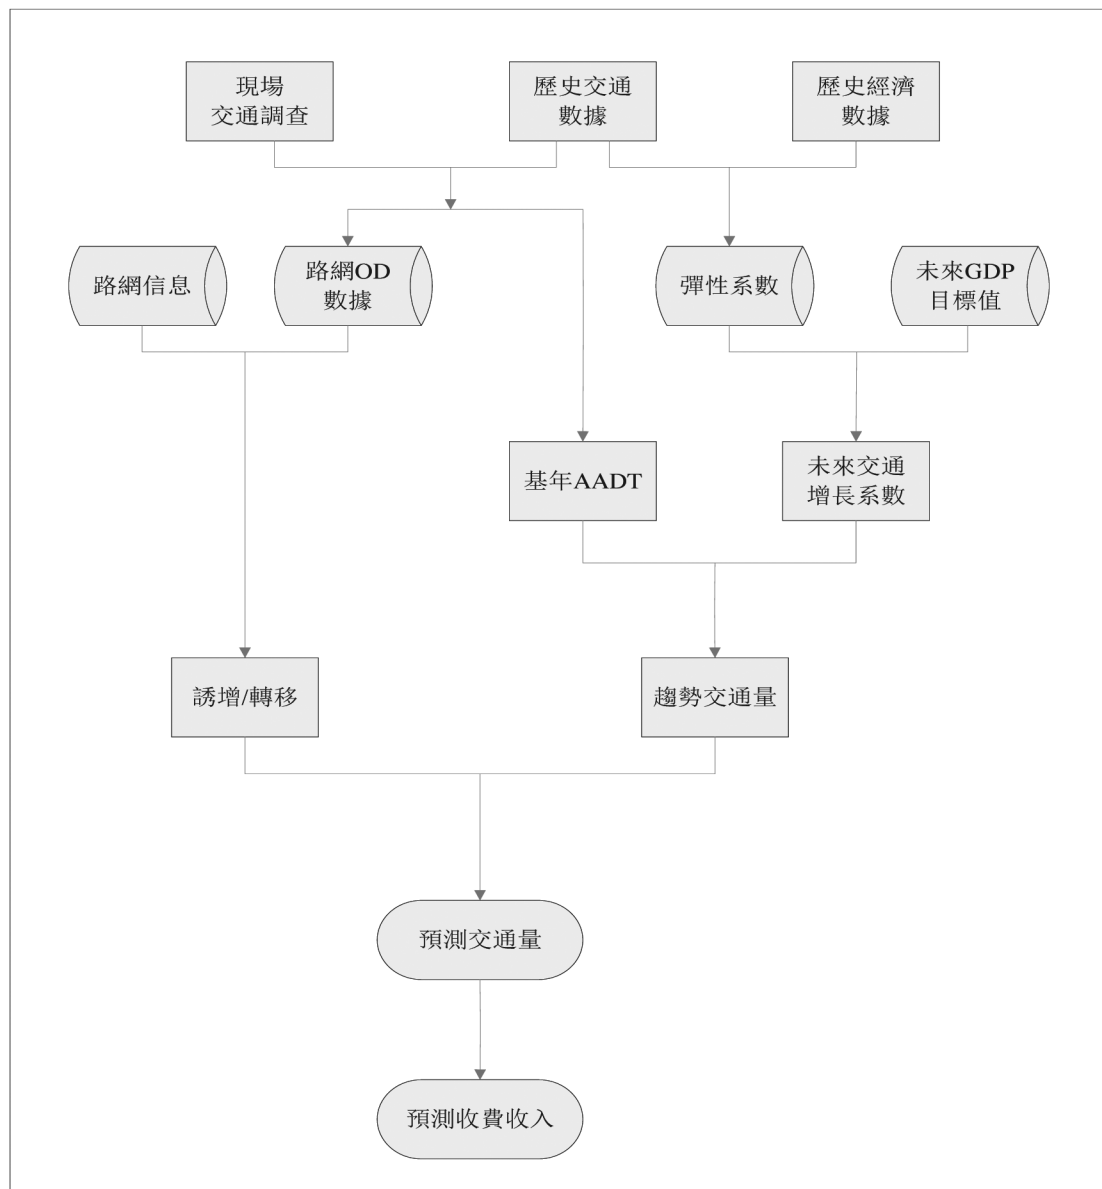 現場
交通調查
歷史交通
數據
歷史經濟
數據
路網信息
路網OD
數據
彈性系數
未來GDP
目標值
基年AADT
未來交通
增長系數
誘增/轉移
趨勢交通量
預測交通量
預測收費收入